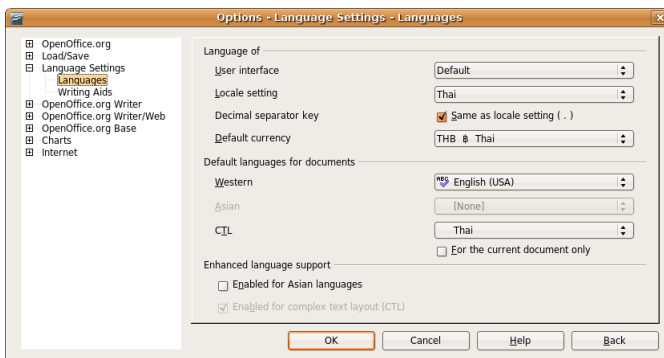 Options - Language Settings - Languages
OpenOffice.org
Load/Save
Language Settings
Languages
Writing Aids
OpenOffice.org Writer
OpenOffice.org Writer/Web
OpenOffice.org Base
Charts
Internet
Language of
User interface
Default
Locale setting
Thai
Decimal separator key
Same as locale setting ( . )
Default currency
THB ฿ Thai
Default languages for documents
Western
ABC English (USA)
Asian
[None]
CTL
Thai
For the current document only
Enhanced language support
Enabled for Asian languages
Enabled for complex text layout (CTL)
OK
Cancel
Help
Back